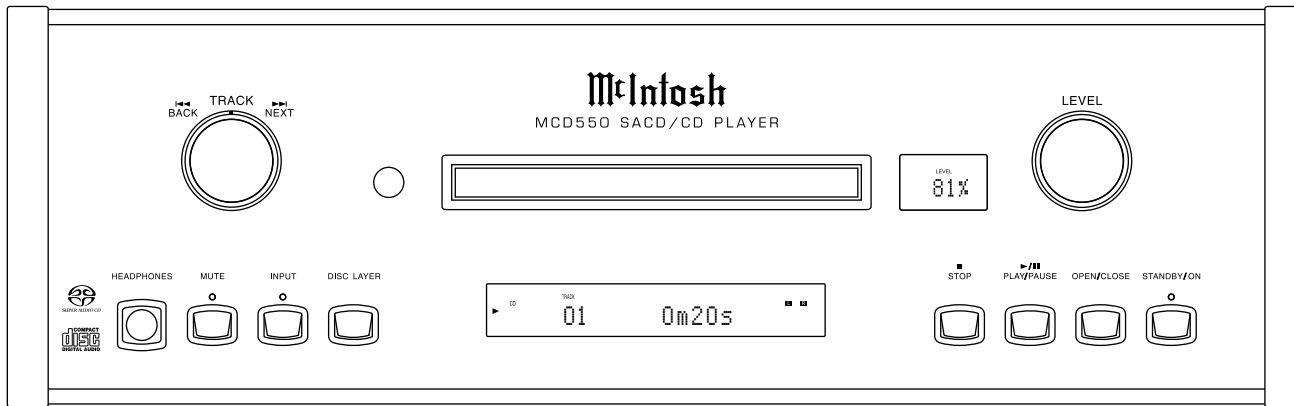 McIntosh
MCD550 SACD/CD PLAYER
TRACK
BACK NEXT
LEVEL
LEVEL
81%
HEADPHONES MUTE INPUT DISC LAYER
STOP PLAY/PAUSE OPEN/CLOSE STANDBY/ON
SUPER AUDIO CD
COMPACT
disc
DIGITAL AUDIO
CD TRACK L R
01 0m20s